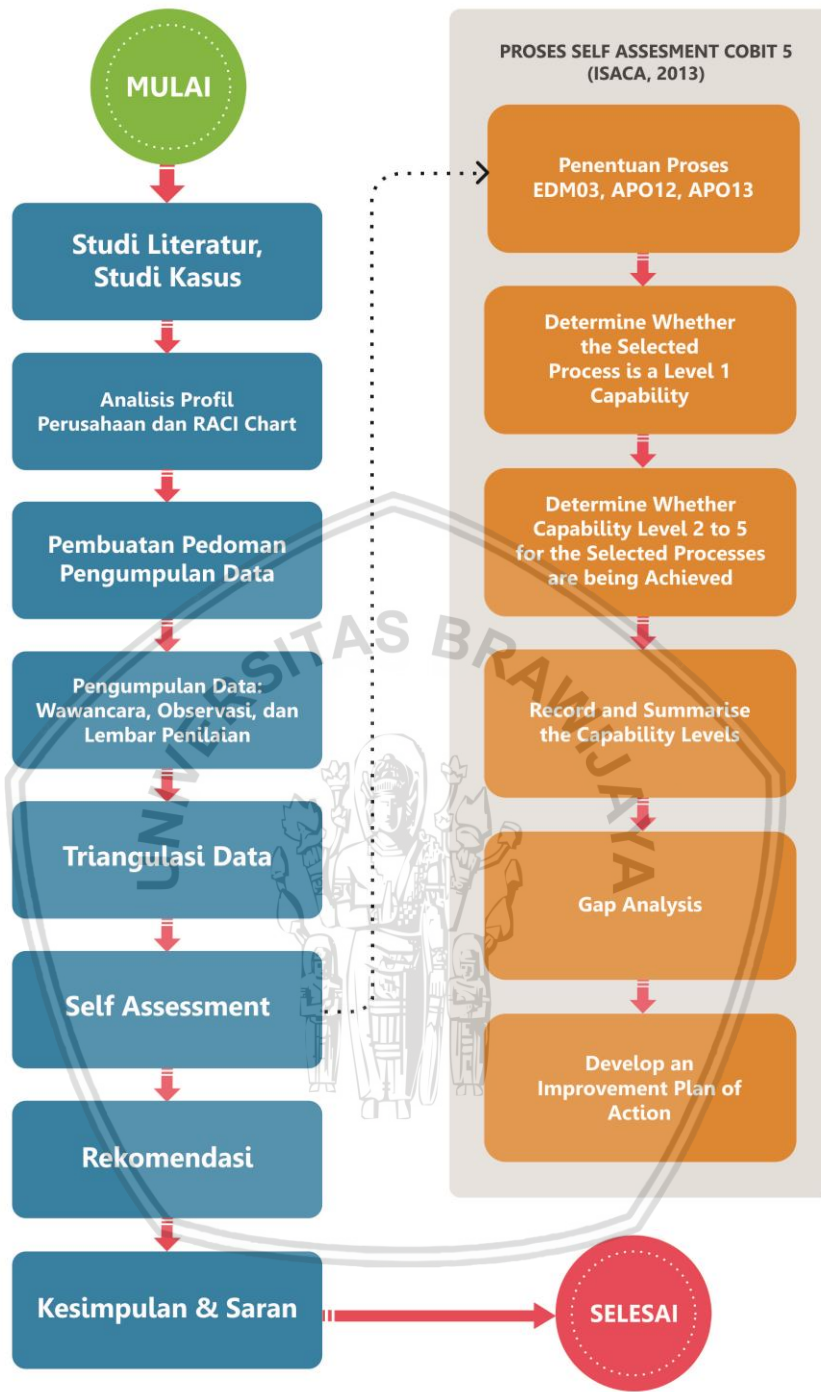 MULAI
Studi Literatur,
Studi Kasus
Analisis Profil
Perusahaan dan RACI Chart
Pembuatan Pedoman
Pengumpulan Data
Pengumpulan Data:
Wawancara, Observasi, dan
Lembar Penilaian
Triangulasi Data
Self Assessment
Rekomendasi
Kesimpulan & Saran
SELESAI
PROSES SELF ASSESMENT COBIT 5
(ISACA, 2013)
Penentuan Proses
EDM03, APO12, APO13
Determine Whether
the Selected
Process is a Level 1
Capability
Determine Whether
Capability Level 2 to 5
for the Selected Processes
are being Achieved
Record and Summarise
the Capability Levels
Gap Analysis
Develop an
Improvement Plan of
Action
UNIVERSITAS BRAWIJAYA